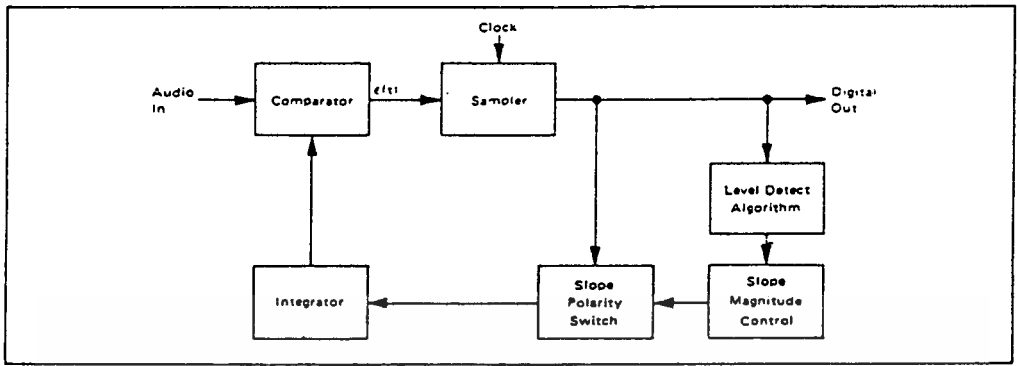 Clock
Audio
In
Comparator
e(t)
Sampler
Digital
Out
Level Detect
Algorithm
Integrator
Slope
Polarity
Switch
Slope
Magnitude
Control